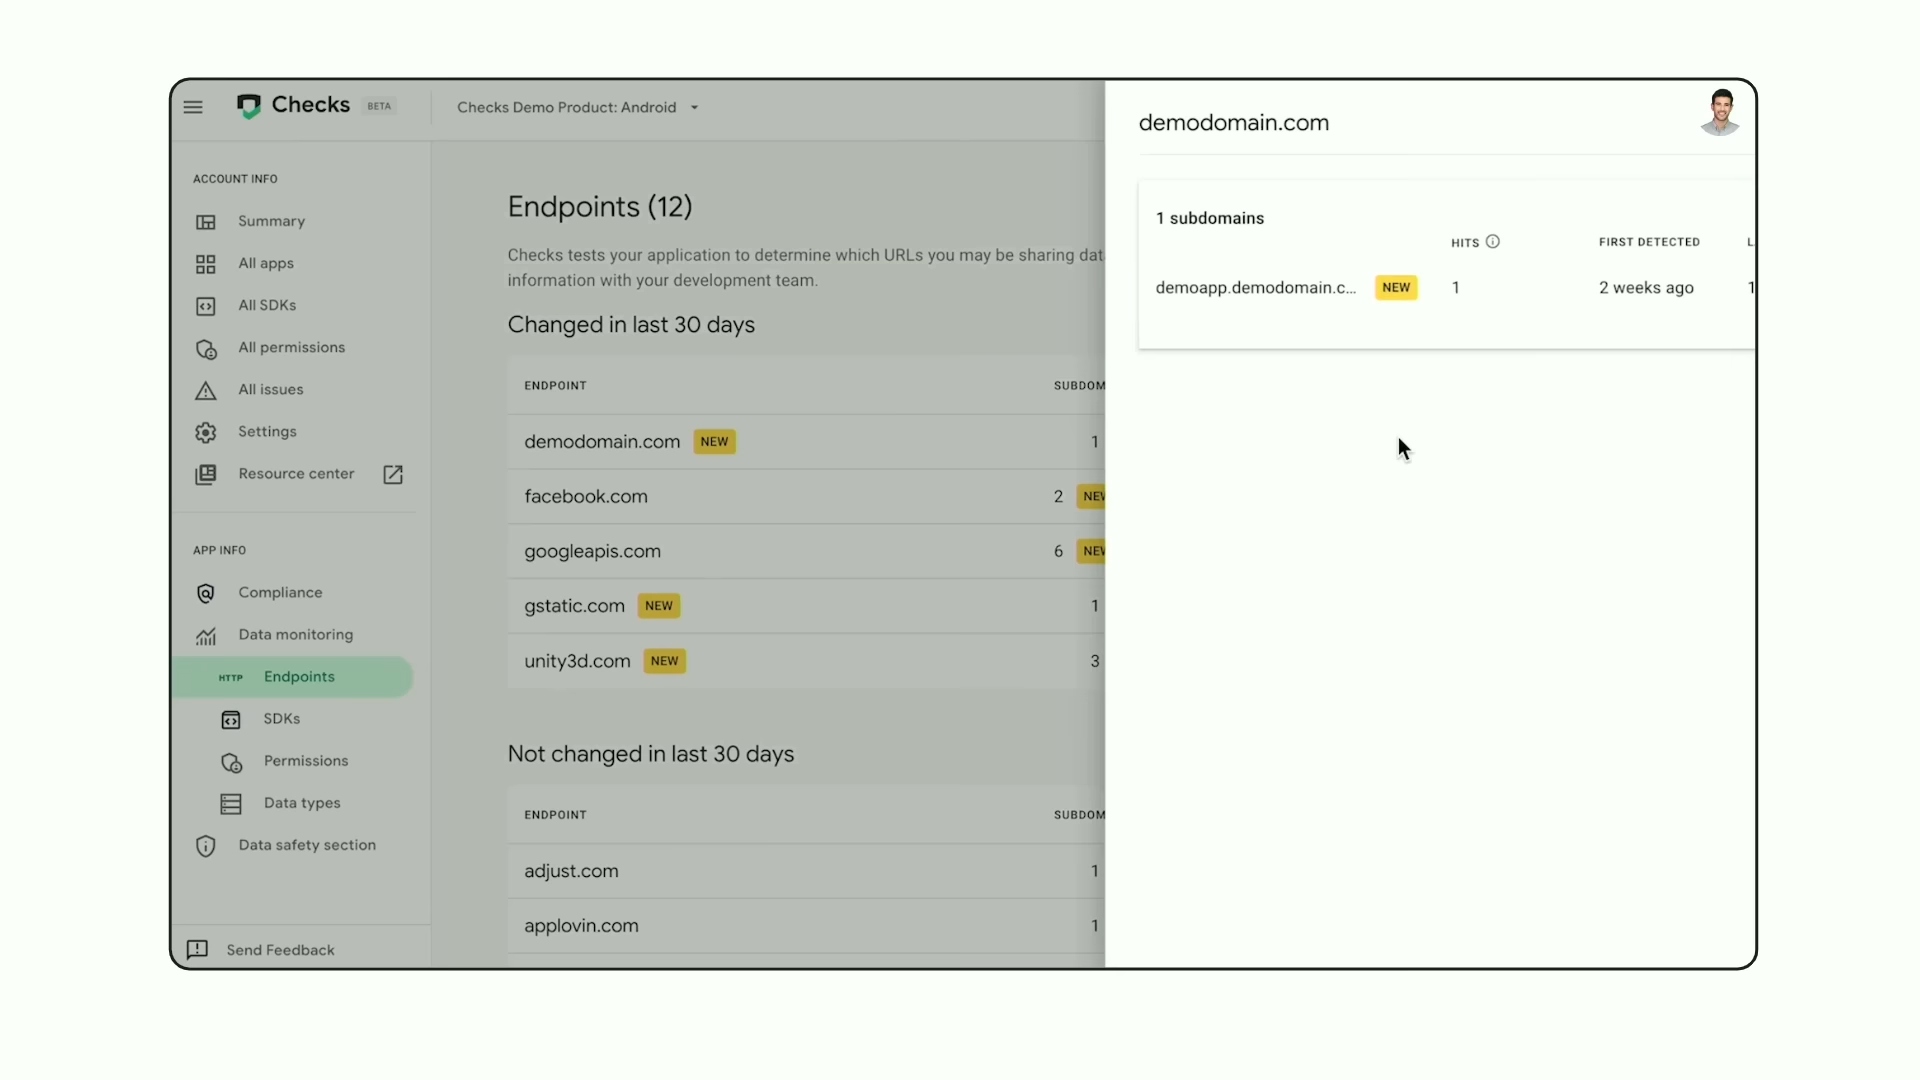 Checks BETA
Checks Demo Product: Android
ACCOUNT INFO
Summary
All apps
All SDKs
All permissions
All issues
Settings
Resource center
APP INFO
Compliance
Data monitoring
HTTP Endpoints
SDKs
Permissions
Data types
Data safety section
Send Feedback
Endpoints (12)
Checks tests your application to determine which URLs you may be sharing dat
information with your development team.
Changed in last 30 days
ENDPOINT SUBDOM
demodomain.com NEW 1
facebook.com 2 NEW
googleapis.com 6 NEW
gstatic.com NEW 1
unity3d.com NEW 3
Not changed in last 30 days
ENDPOINT SUBDOM
adjust.com 1
applovin.com 1
demodomain.com
1 subdomains
HITS FIRST DETECTED L
demoapp.demodomain.c... NEW 1 2 weeks ago 1